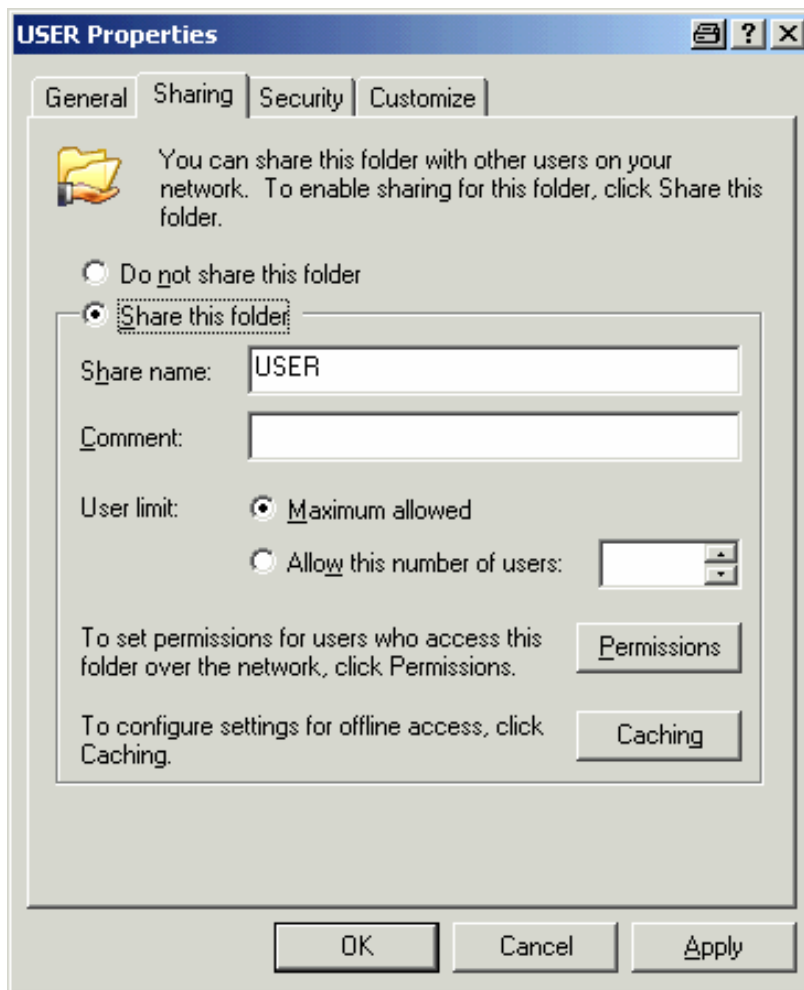 USER Properties
?
General Sharing Security Customize
You can share this folder with other users on your
network. To enable sharing for this folder, click Share this
folder.
Do not share this folder
Share this folder
Share name: USER
Comment:
User limit: Maximum allowed
Allow this number of users:
To set permissions for users who access this
folder over the network, click Permissions.
Permissions
To configure settings for offline access, click
Caching.
Caching
OK Cancel Apply